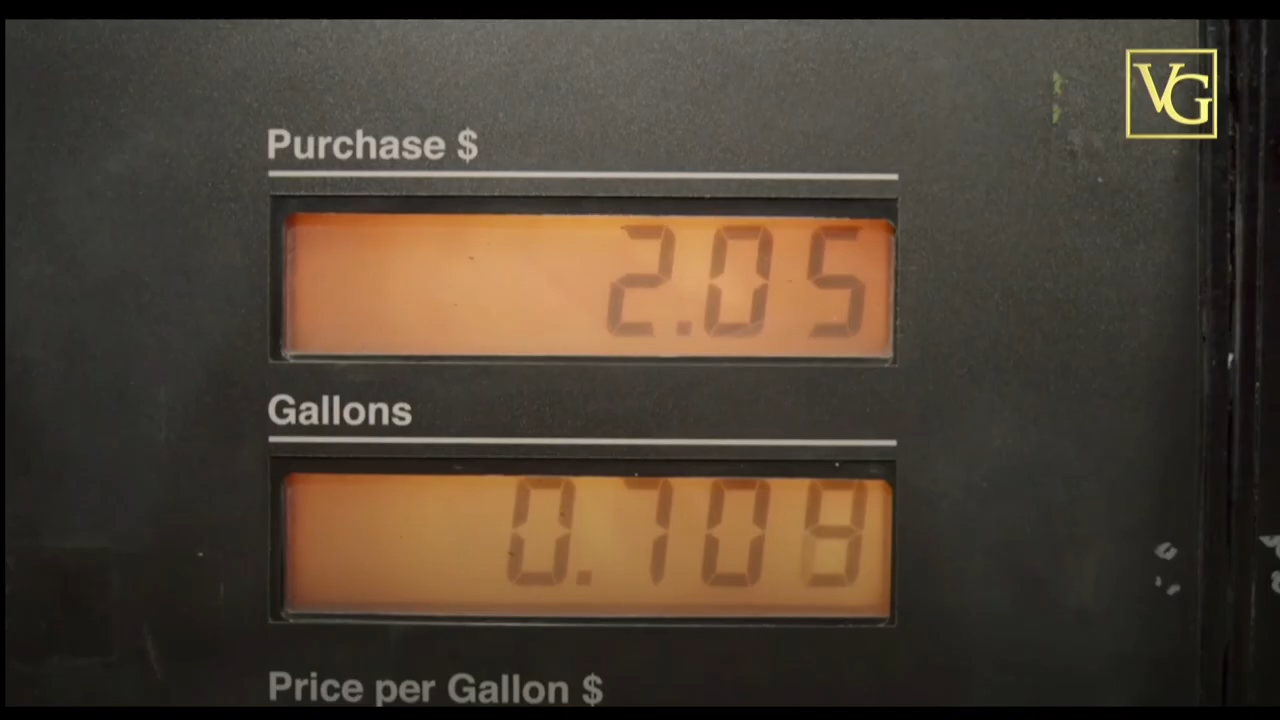 VG
Purchase $
2.05
Gallons
0.708
Price per Gallon $